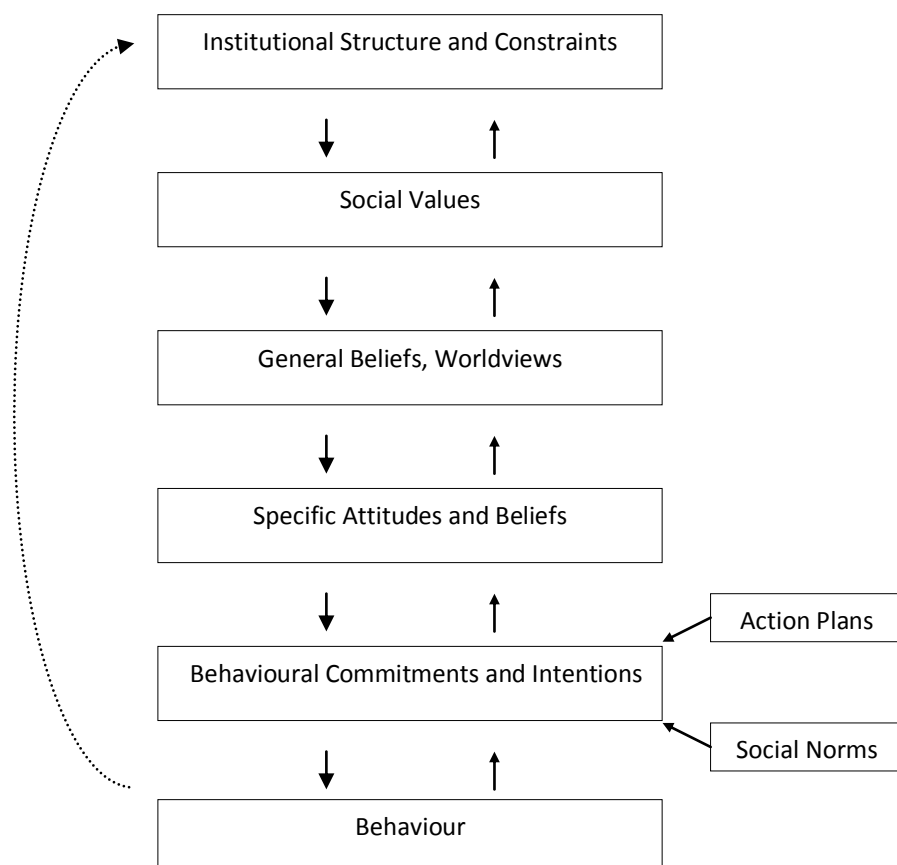 Institutional Structure and Constraints
Social Values
General Beliefs, Worldviews
Specific Attitudes and Beliefs
Action Plans
Behavioural Commitments and Intentions
Social Norms
Behaviour